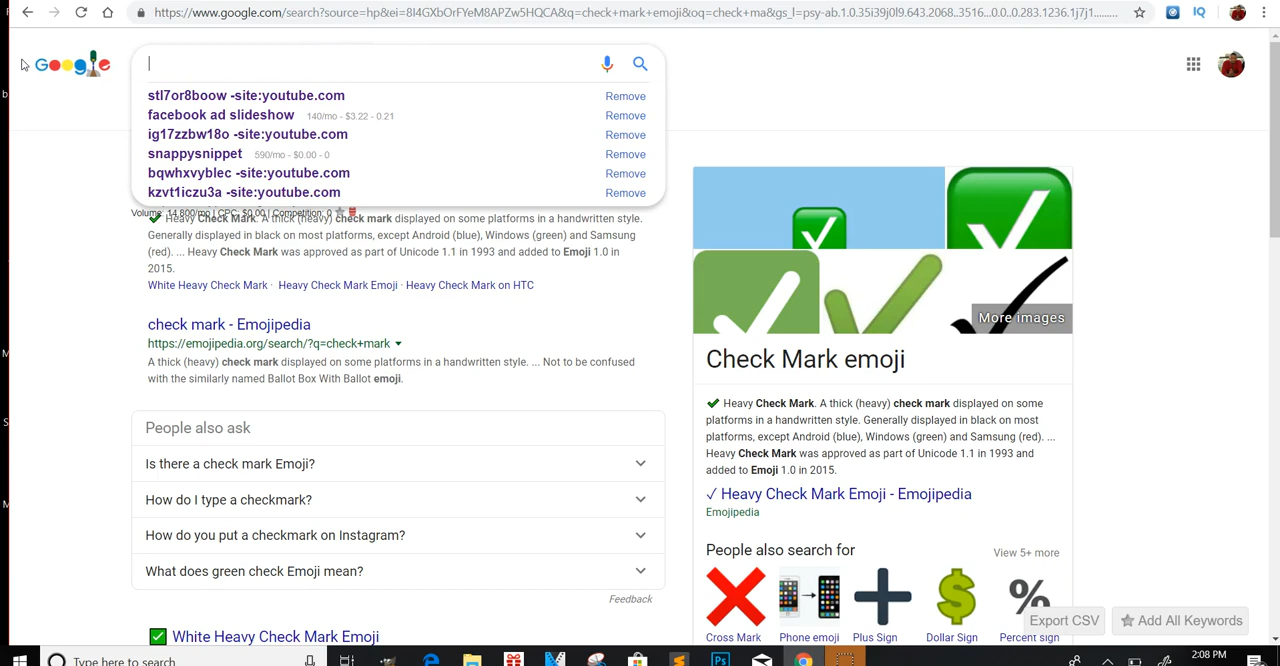 https://www.google.com/search?source=hp&ei=8I4GXbOrFYeM8APZw5HQCA&q=check+mark+emoji&oq=check+ma&gs_l=psy-ab.1.0.35i39j0l9.643.2068..3516...0.0..0.283.1236.1j7j1.........
Google
stl7or8boow -site:youtube.com Remove
facebook ad slideshow 140/mo - $3.22 - 0.21 Remove
ig17zzbw18o -site:youtube.com Remove
snappysnippet 590/mo - $0.00 - 0 Remove
bqwhxvyblec -site:youtube.com Remove
kzvt1iczu3a -site:youtube.com Remove
Volume: 14,800/mo | CPC: $0.00 | Competition: 0
Heavy Check Mark. A thick (heavy) check mark displayed on some platforms in a handwritten style.
Generally displayed in black on most platforms, except Android (blue), Windows (green) and Samsung
(red). ... Heavy Check Mark was approved as part of Unicode 1.1 in 1993 and added to Emoji 1.0 in
2015.
White Heavy Check Mark · Heavy Check Mark Emoji · Heavy Check Mark on HTC
check mark - Emojipedia
https://emojipedia.org/search/?q=check+mark
A thick (heavy) check mark displayed on some platforms in a handwritten style. ... Not to be confused
with the similarly named Ballot Box With Ballot emoji.
People also ask
Is there a check mark Emoji?
How do I type a checkmark?
How do you put a checkmark on Instagram?
What does green check Emoji mean?
Feedback
White Heavy Check Mark Emoji
More images
Check Mark emoji
Heavy Check Mark. A thick (heavy) check mark displayed on some
platforms in a handwritten style. Generally displayed in black on most
platforms, except Android (blue), Windows (green) and Samsung (red). ...
Heavy Check Mark was approved as part of Unicode 1.1 in 1993 and
added to Emoji 1.0 in 2015.
✓ Heavy Check Mark Emoji - Emojipedia
Emojipedia
People also search for View 5+ more
Cross Mark Phone emoji Plus Sign Dollar Sign Percent sign
Export CSV Add All Keywords
Type here to search
Ps
2:08 PM